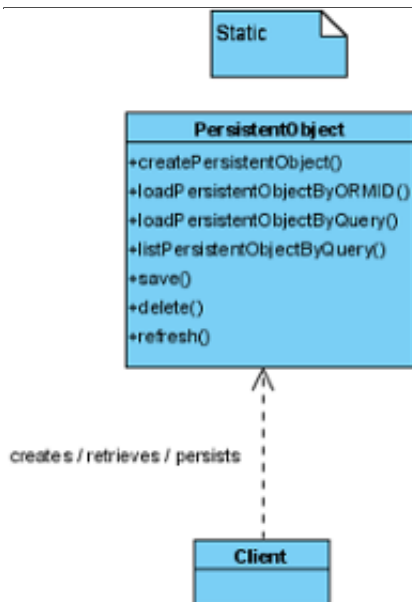 Static
PersistentObject
+createPersistentObject()
+loadPersistentObjectByORMID()
+loadPersistentObjectByQuery()
+listPersistentObjectByQuery()
+save()
+delete()
+refresh()
creates / retrieves / persists
Client